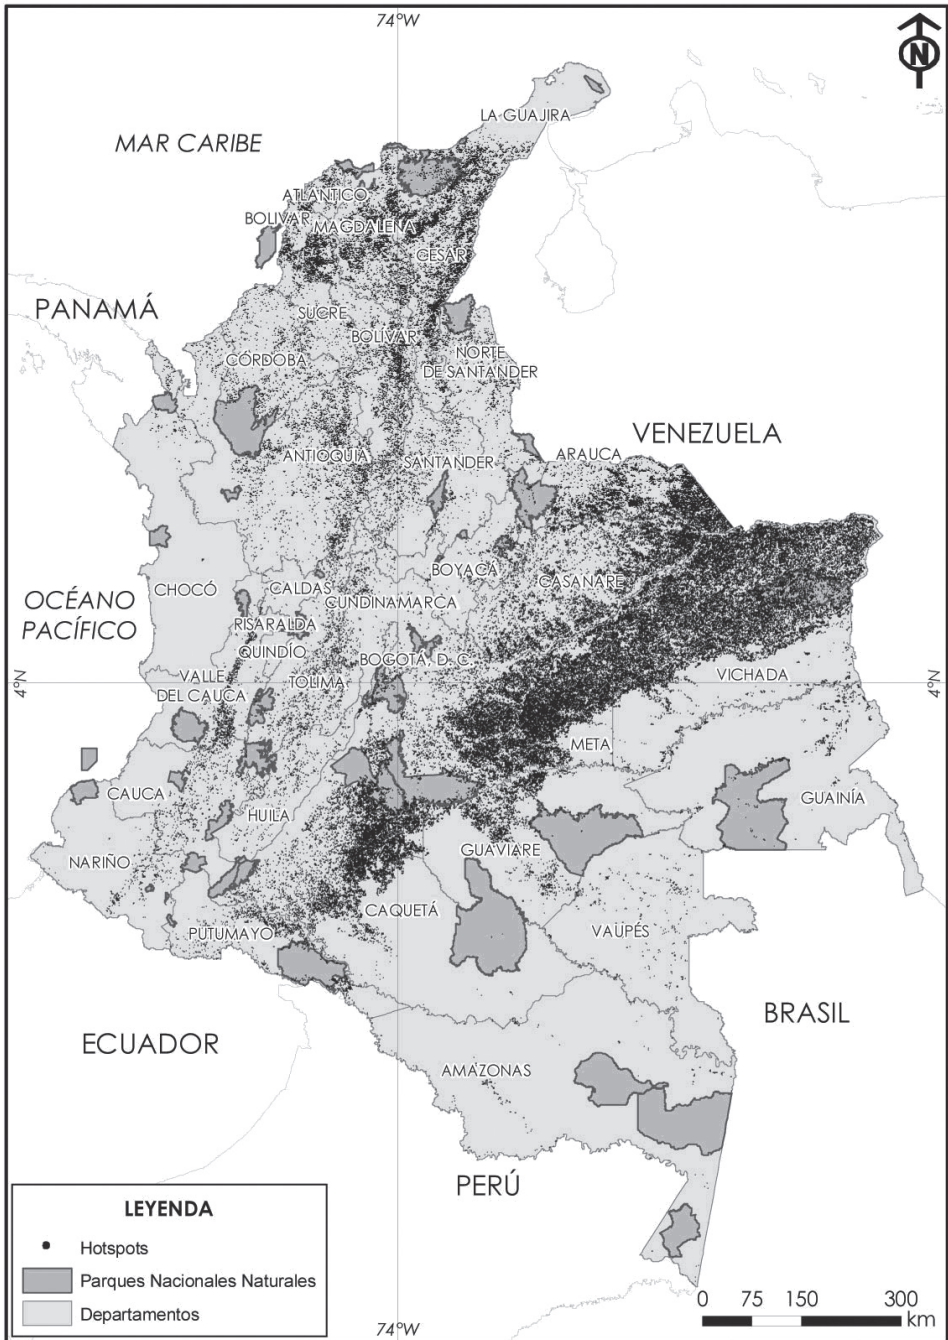 74°W
N
LA GUAJIRA
MAR CARIBE
ATLÁNTICO
BOLÍVAR
MAGDALENA
CESAR
PANAMÁ
SUCRE
BOLÍVAR
NORTE
DE SANTANDER
CÓRDOBA
VENEZUELA
ANTIOQUIA
SANTANDER
ARAUCA
BOYACÁ
CASANARE
CHOCÓ
CALDAS
CUNDINAMARCA
OCÉANO
PACÍFICO
RISARALDA
QUINDÍO
BOGOTÁ, D. C.
4°N
VALLE
DEL CAUCA
TOLIMA
VICHADA
4°N
META
CAUCA
HUILA
GUAINÍA
NARIÑO
GUAVIARE
CAQUETÁ
PUTUMAYO
VAUPÉS
BRASIL
ECUADOR
AMAZONAS
PERÚ
LEYENDA
Hotspots
Parques Nacionales Naturales
Departamentos
0 75 150 300
km
74°W